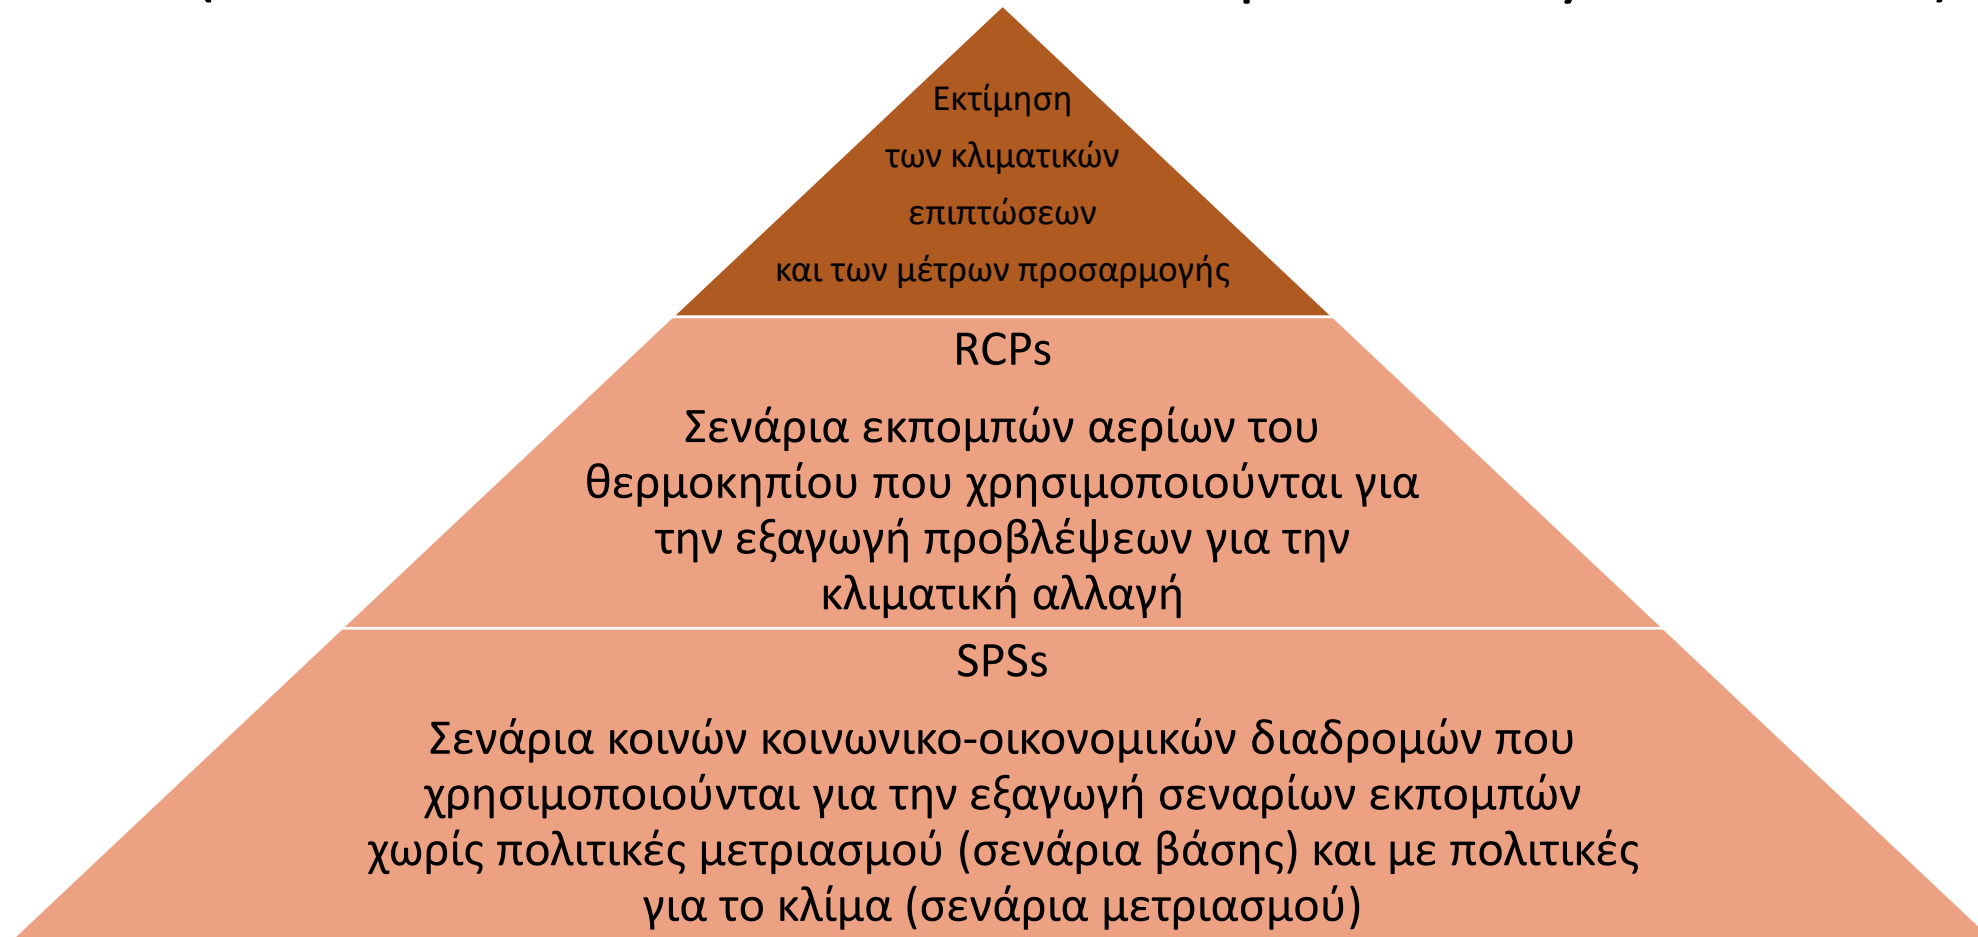 Εκτίμηση
των κλιματικών
επιπτώσεων
και των μέτρων προσαρμογής
RCPs
Σενάρια εκπομπών αερίων του
θερμοκηπίου που χρησιμοποιούνται για
την εξαγωγή προβλέψεων για την
κλιματική αλλαγή
SPSs
Σενάρια κοινών κοινωνικο-οικονομικών διαδρομών που
χρησιμοποιούνται για την εξαγωγή σεναρίων εκπομπών
χωρίς πολιτικές μετριασμού (σενάρια βάσης) και με πολιτικές
για το κλίμα (σενάρια μετριασμού)